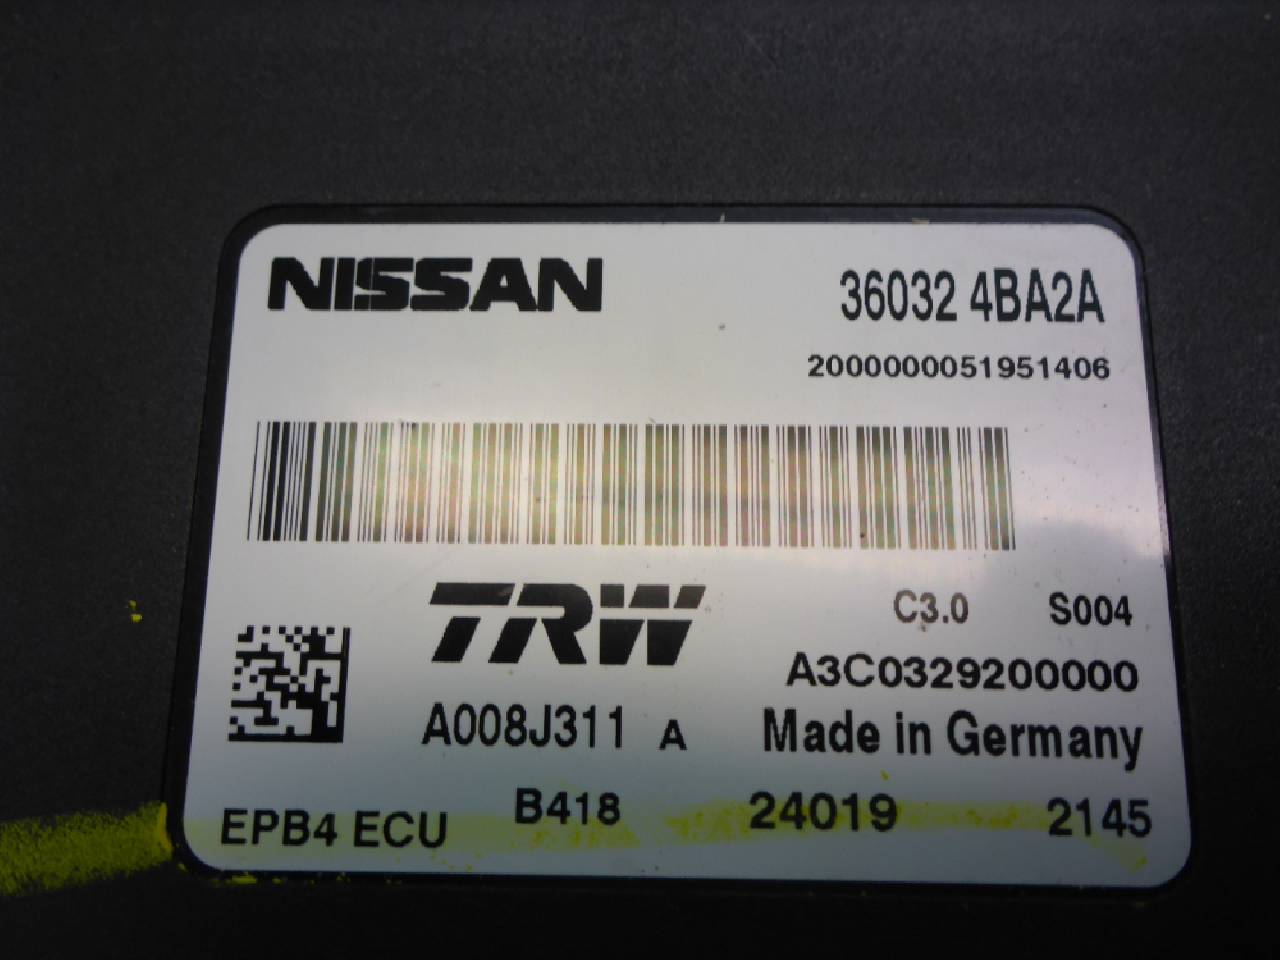 NISSAN 36032 4BA2A
2000000051951406
TRW C3.0 S004
A3C0329200000
A008J311 A Made in Germany
EPB4 ECU B418 24019 2145